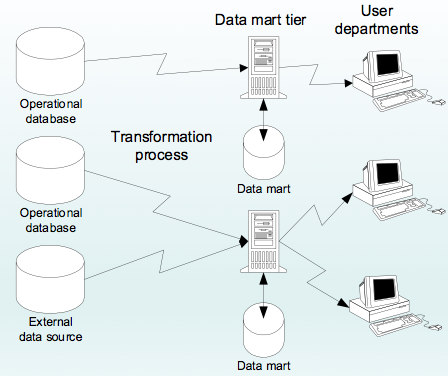 Data mart tier
User
departments
Operational
database
Transformation
process
Data mart
Operational
database
External
data source
Data mart